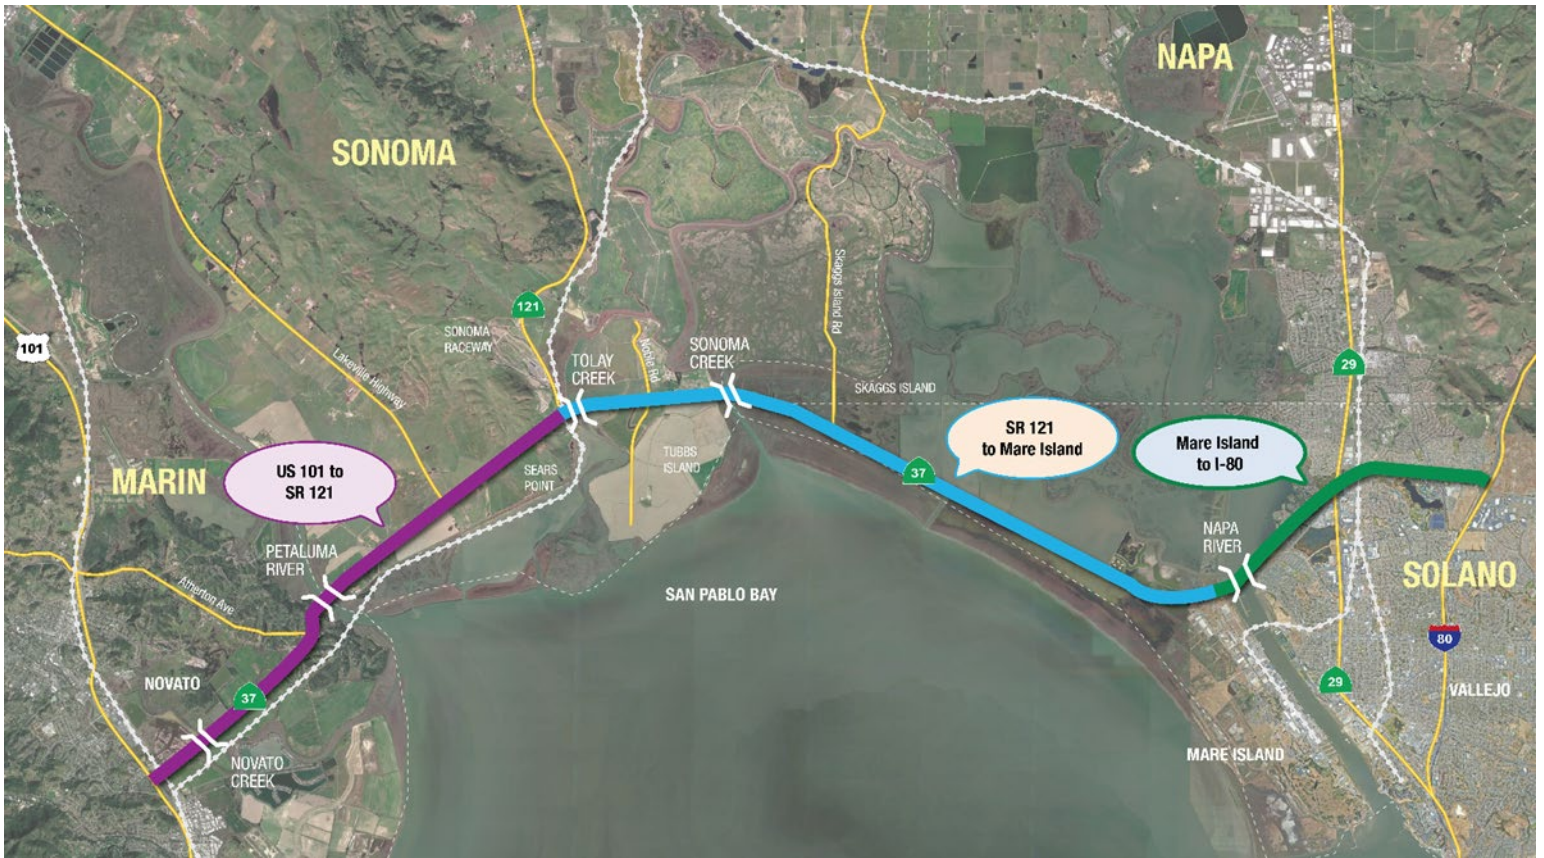 NAPA
SONOMA
Skaggs Island Rd
121
SONOMA
RACEWAY
TOLAY
CREEK
Noble Rd
SONOMA
CREEK
101
Lakeville Highway
29
SKAGGS ISLAND
SR 121
to Mare Island
Mare Island
to I-80
MARIN
US 101 to
SR 121
SEARS
POINT
TUBBS
ISLAND
37
NAPA
RIVER
PETALUMA
RIVER
Atherton Ave
SAN PABLO BAY
SOLANO
80
NOVATO
37
29
VALLEJO
NOVATO
CREEK
MARE ISLAND